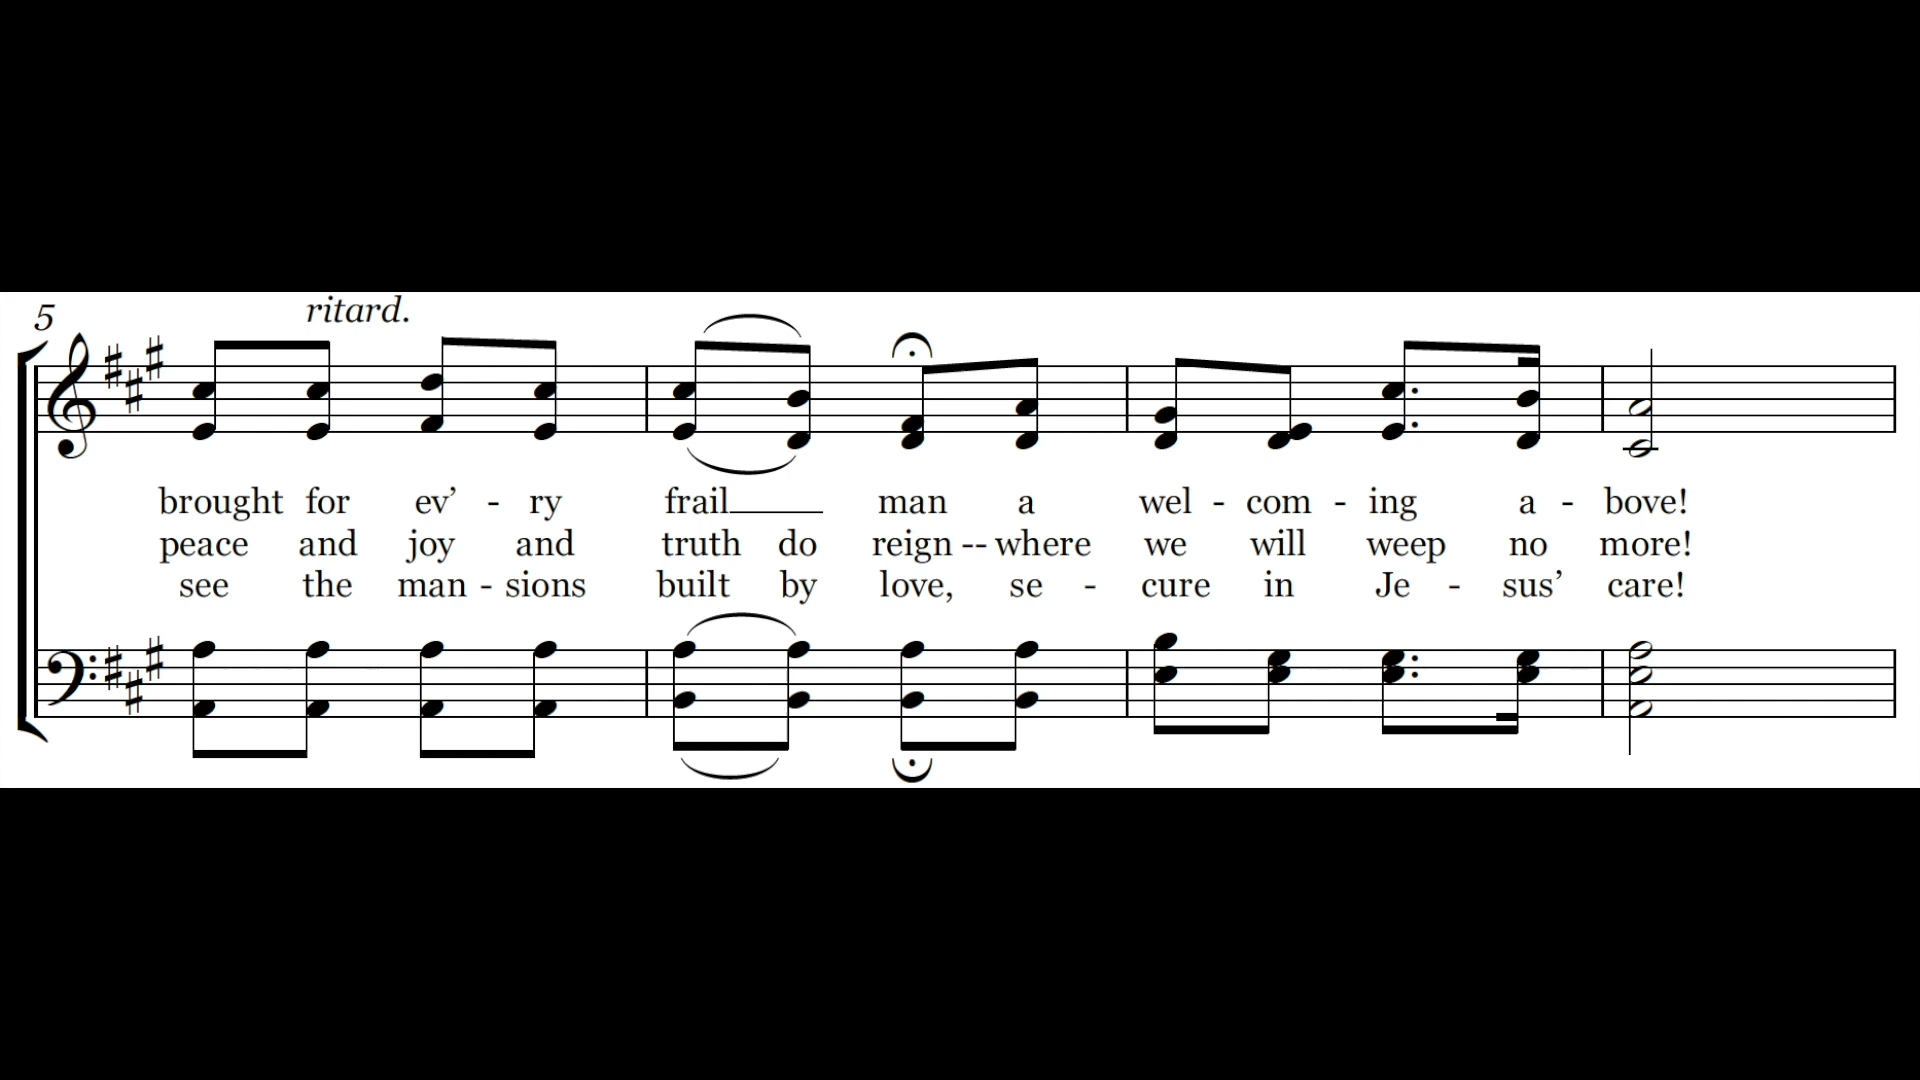 5
ritard.
brought for ev’ - ry frail man a wel - com - ing a - bove!
peace and joy and truth do reign -- where we will weep no more!
see the man - sions built by love, se - cure in Je - sus’ care!